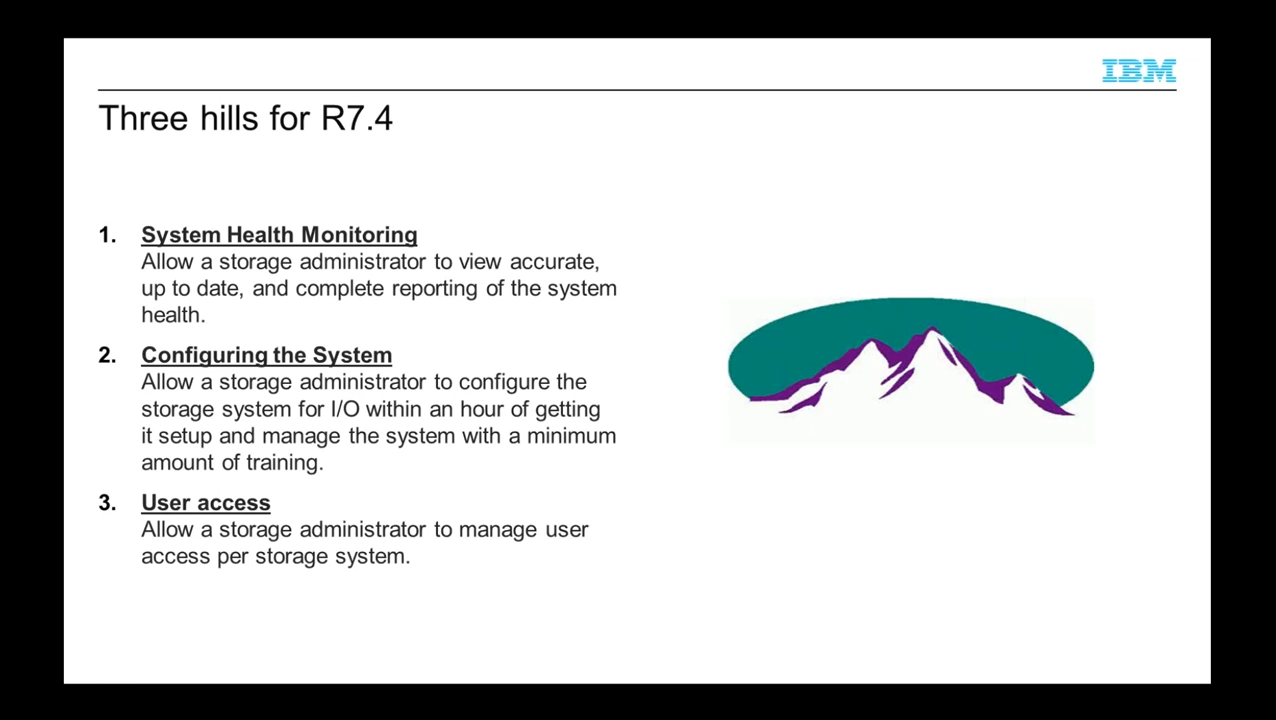 IBM
Three hills for R7.4
1. System Health Monitoring
Allow a storage administrator to view accurate,
up to date, and complete reporting of the system
health.
2. Configuring the System
Allow a storage administrator to configure the
storage system for I/O within an hour of getting
it setup and manage the system with a minimum
amount of training.
3. User access
Allow a storage administrator to manage user
access per storage system.